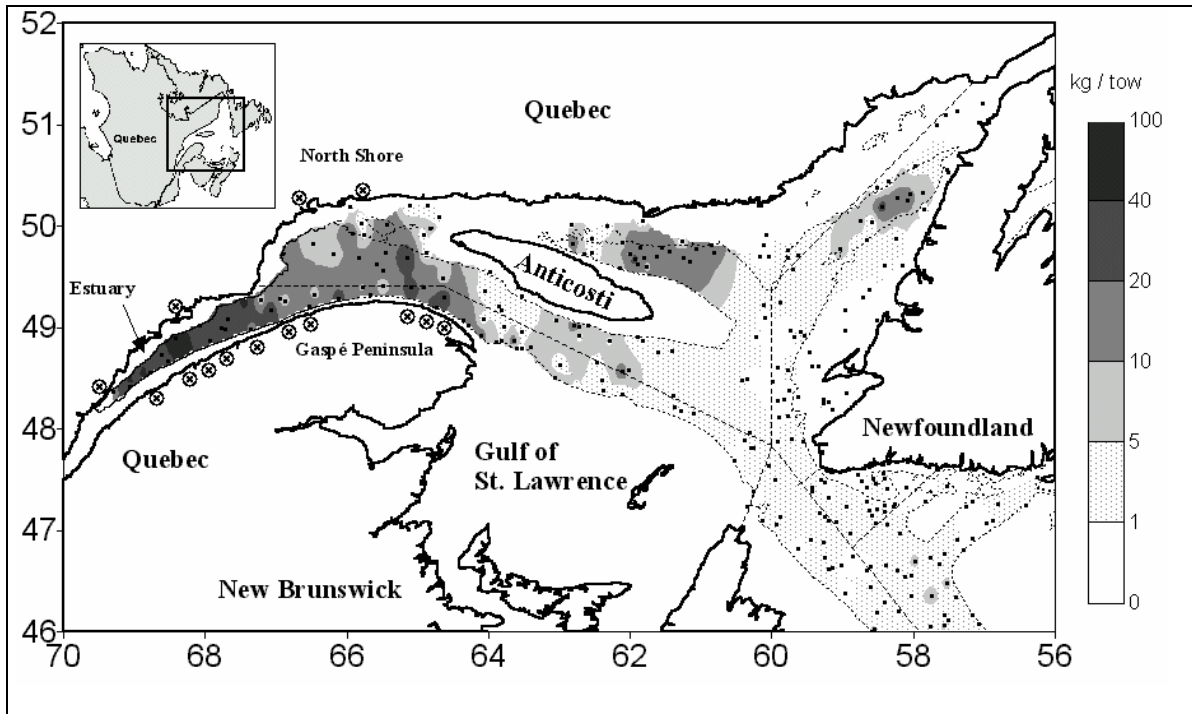 52
51
50
49
48
47
46
70
68
66
64
62
60
58
56
Quebec
Quebec
North Shore
Anticosti
Estuary
Gaspé Peninsula
Quebec
Gulf of
St. Lawrence
Newfoundland
New Brunswick
kg / tow
100
40
20
10
5
1
0